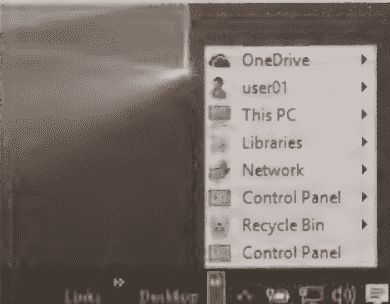 OneDrive
user01
This PC
Libraries
Network
Control Panel
Recycle Bin
Control Panel
Links
Desktop